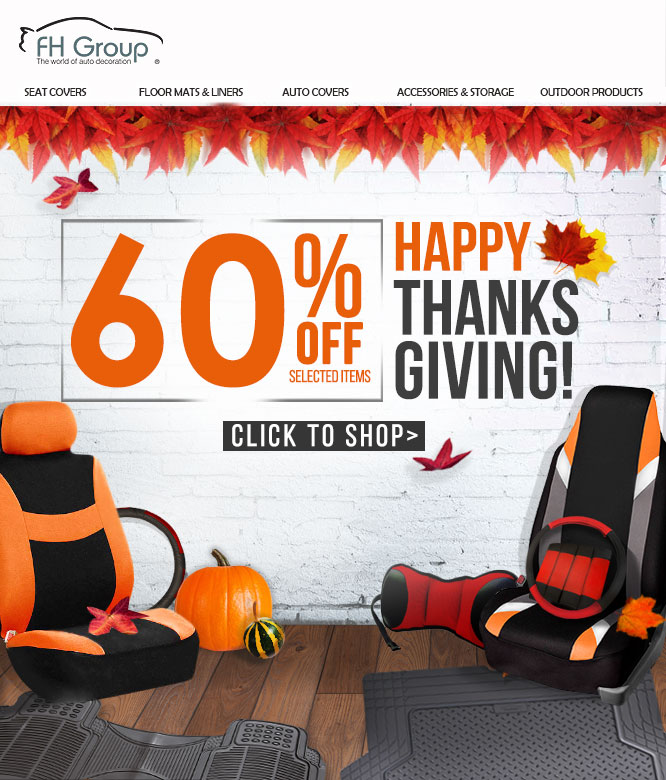 FH Group
The world of auto decoration ®
SEAT COVERS
FLOOR MATS & LINERS
AUTO COVERS
ACCESSORIES & STORAGE
OUTDOOR PRODUCTS
60%
OFF
SELECTED ITEMS
HAPPY
THANKS
GIVING!
CLICK TO SHOP>